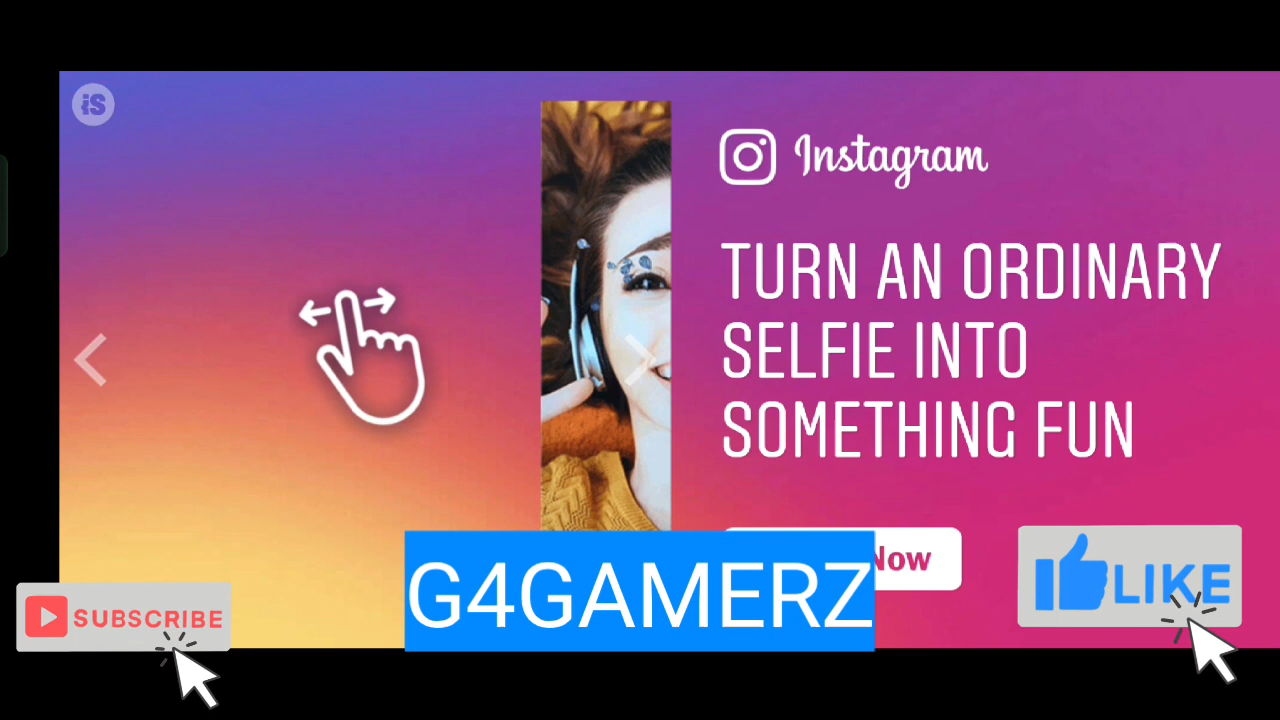 iS
Instagram
TURN AN ORDINARY
SELFIE INTO
SOMETHING FUN
Now
LIKE
G4GAMERZ
SUBSCRIBE